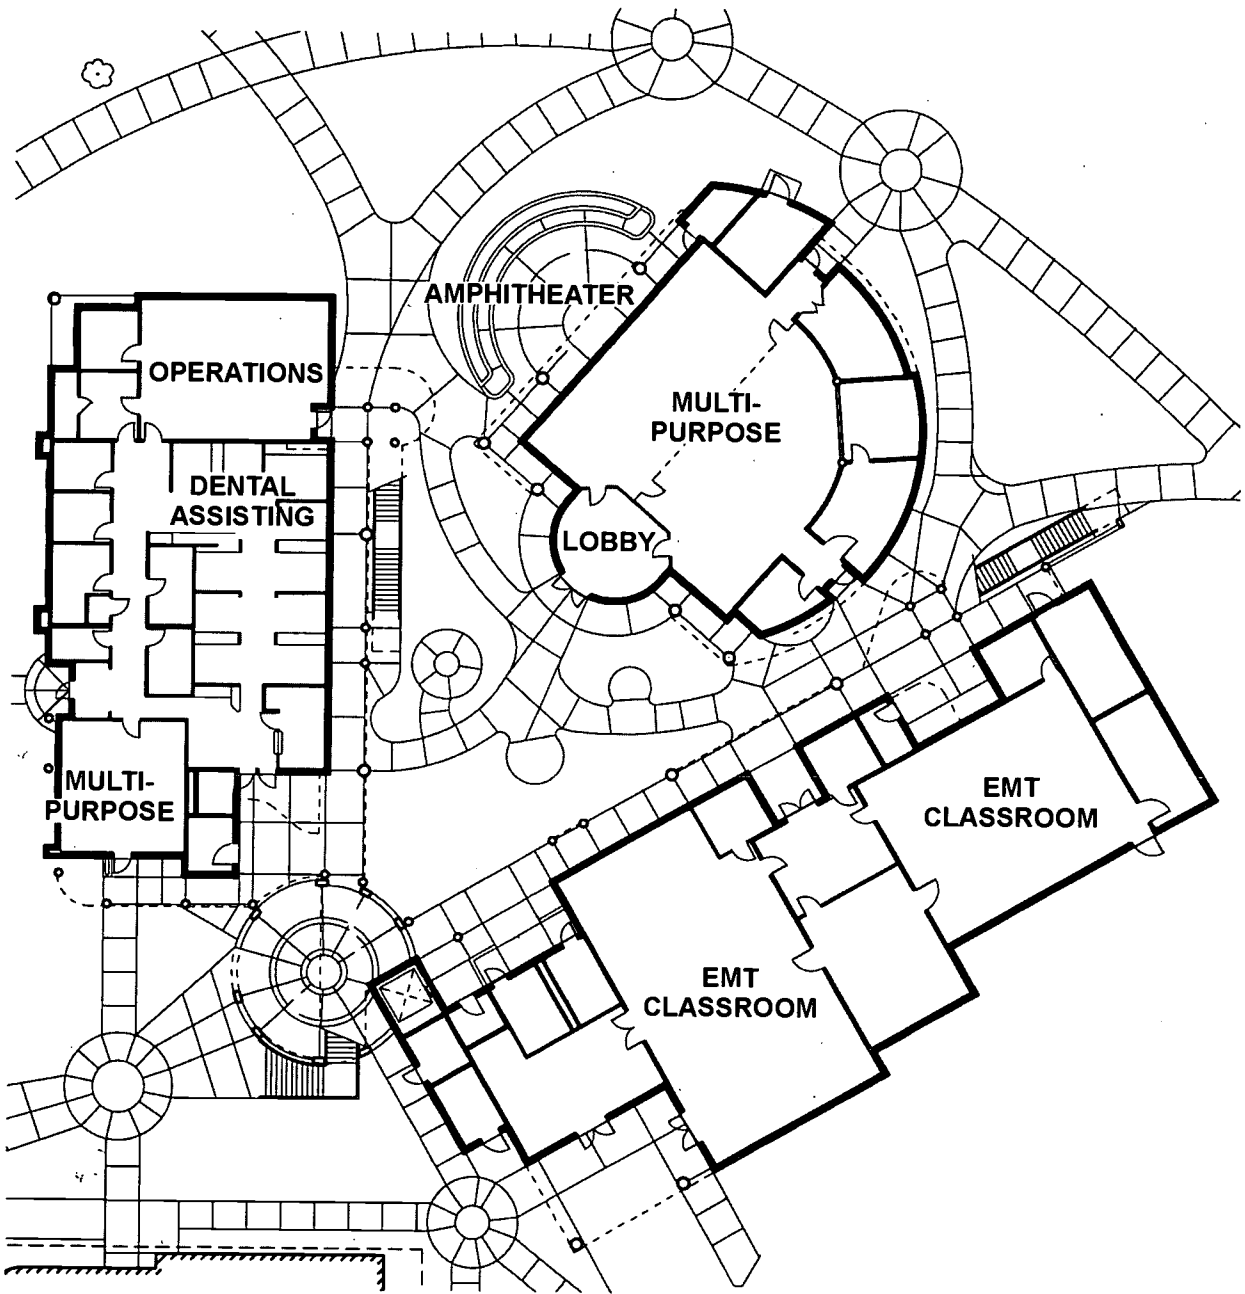 AMPHITHEATER
OPERATIONS
MULTI-
PURPOSE
DENTAL
ASSISTING
LOBBY
MULTI-
PURPOSE
EMT
CLASSROOM
EMT
CLASSROOM